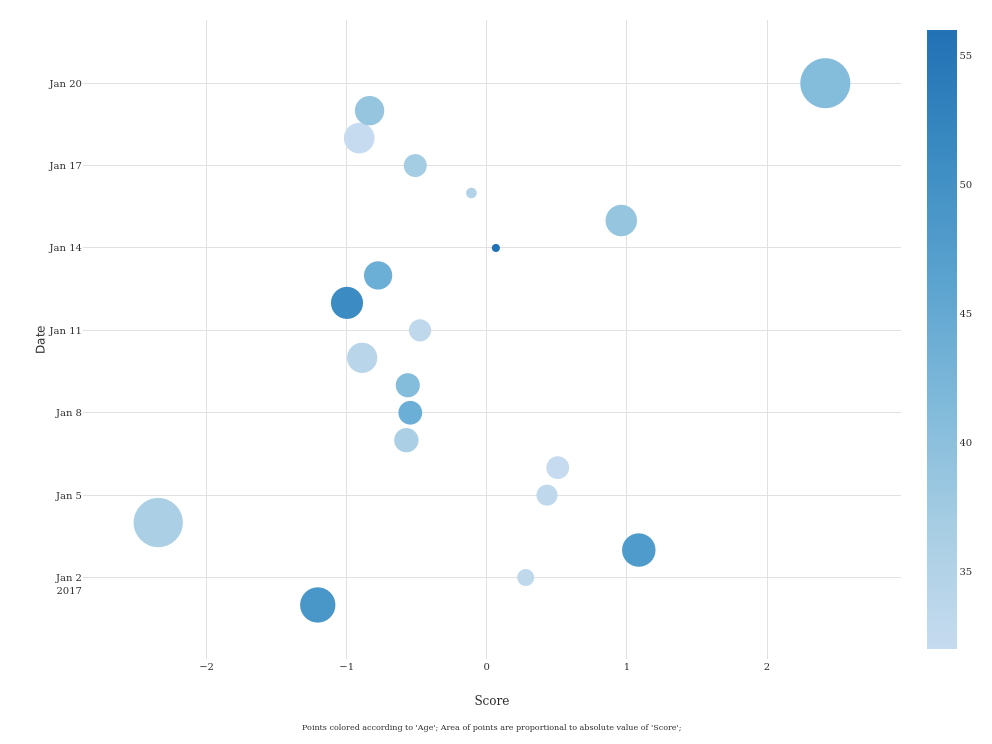 Jan 20
Jan 17
Jan 14
Jan 11
Jan 8
Jan 5
Jan 2
2017
Date
−2
−1
0
1
2
Score
55
50
45
40
35
Points colored according to 'Age'; Area of points are proportional to absolute value of 'Score';